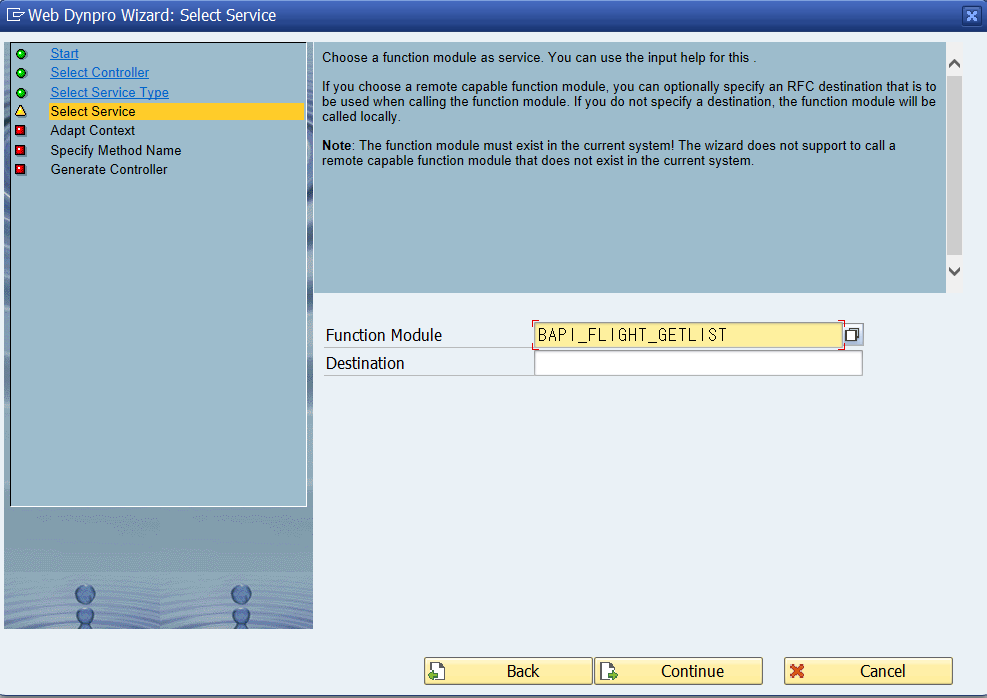 Web Dynpro Wizard: Select Service
Start
Select Controller
Select Service Type
Select Service
Adapt Context
Specify Method Name
Generate Controller
Choose a function module as service. You can use the input help for this .
If you choose a remote capable function module, you can optionally specify an RFC destination that is to
be used when calling the function module. If you do not specify a destination, the function module will be
called locally.
Note: The function module must exist in the current system! The wizard does not support to call a
remote capable function module that does not exist in the current system.
Function Module BAPI_FLIGHT_GETLIST
Destination
Back Continue Cancel